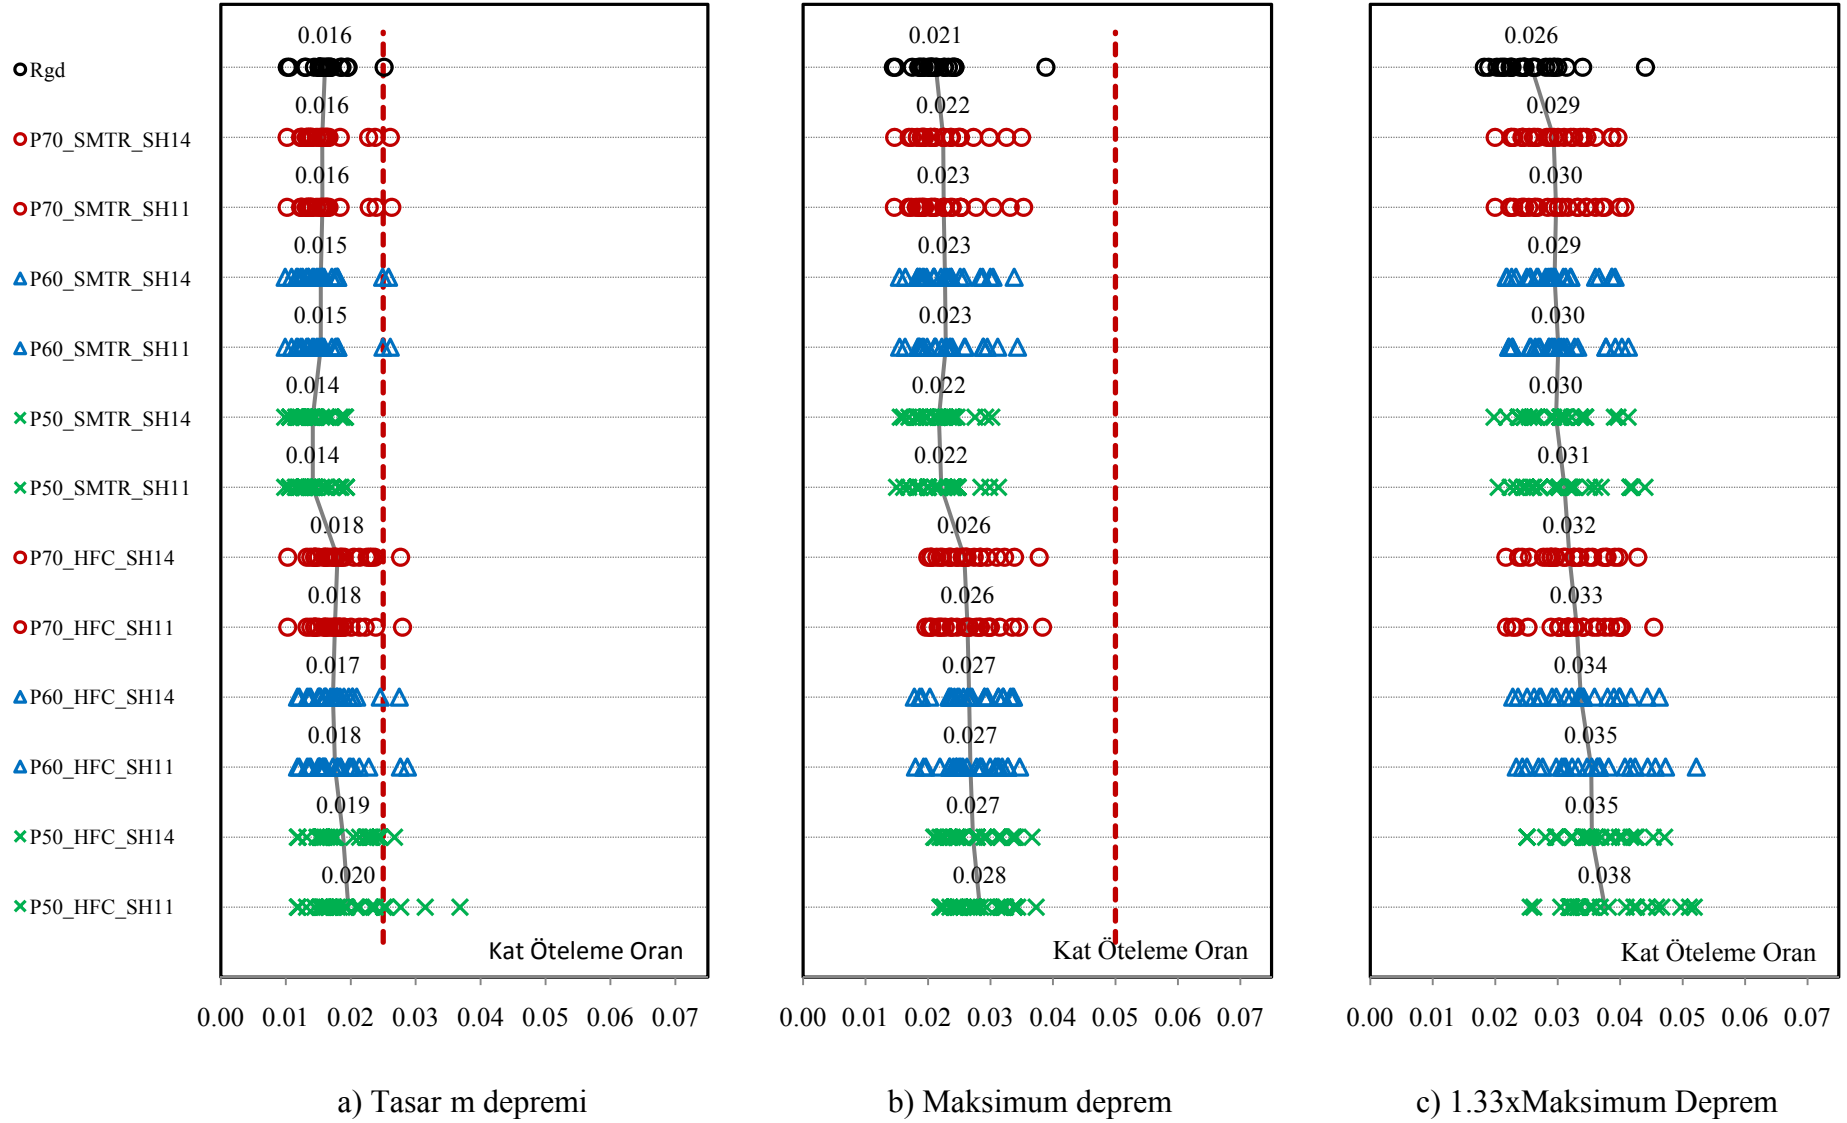 0.016 0.021 0.026
Rgd
0.016 0.022 0.029
P70_SMTR_SH14
0.016 0.023 0.030
P70_SMTR_SH11
0.015 0.023 0.029
P60_SMTR_SH14
0.015 0.023 0.030
P60_SMTR_SH11
0.014 0.022 0.030
P50_SMTR_SH14
0.014 0.022 0.031
P50_SMTR_SH11
0.018 0.026 0.032
P70_HFC_SH14
0.018 0.026 0.033
P70_HFC_SH11
0.017 0.027 0.034
P60_HFC_SH14
0.018 0.027 0.035
P60_HFC_SH11
0.019 0.027 0.035
P50_HFC_SH14
0.020 0.028 0.038
P50_HFC_SH11
Kat Öteleme Oran Kat Öteleme Oran Kat Öteleme Oran
0.00 0.01 0.02 0.03 0.04 0.05 0.06 0.07 0.00 0.01 0.02 0.03 0.04 0.05 0.06 0.07 0.00 0.01 0.02 0.03 0.04 0.05 0.06 0.07
a) Tasar m depremi b) Maksimum deprem c) 1.33xMaksimum Deprem